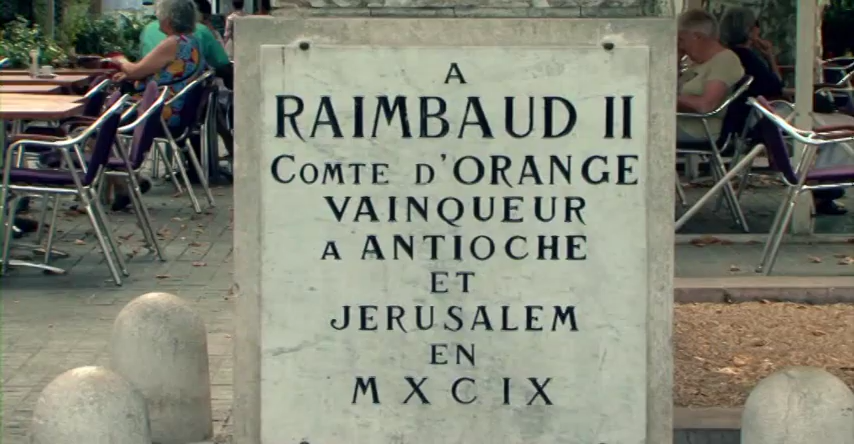 A
RAIMBAUD II
COMTE D'ORANGE
VAINQUEUR
A ANTIOCHE
ET
JERUSALEM
EN
MXCIX